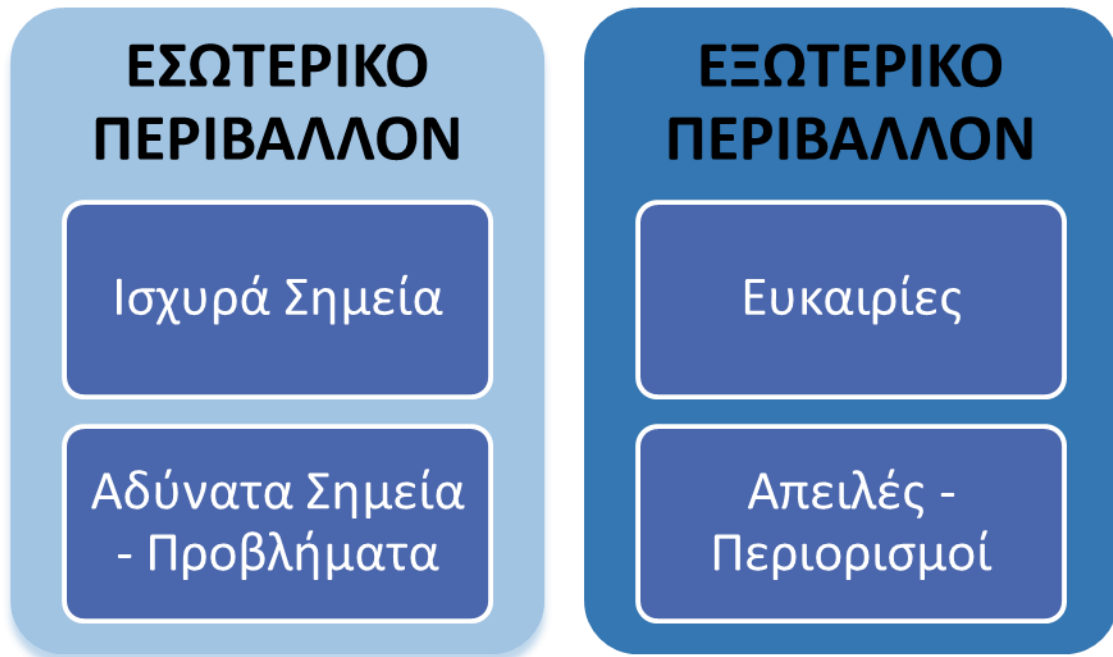 ΕΣΩΤΕΡΙΚΟ
ΠΕΡΙΒΑΛΛΟΝ
Ισχυρά Σημεία
Αδύνατα Σημεία
- Προβλήματα
ΕΞΩΤΕΡΙΚΟ
ΠΕΡΙΒΑΛΛΟΝ
Ευκαιρίες
Απειλές -
Περιορισμοί